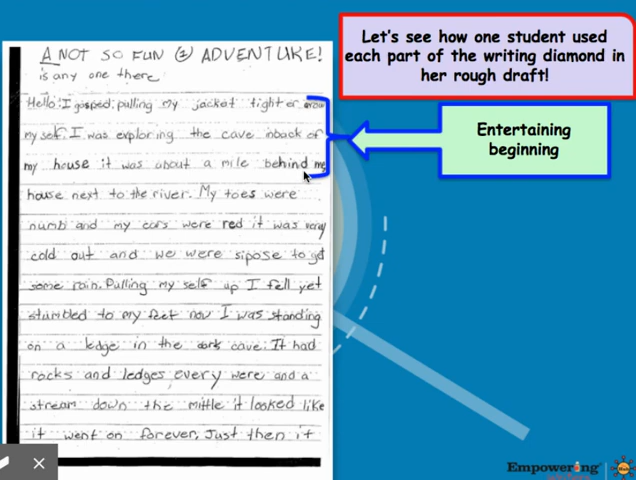 A NOT SO FUN ADVENTURE!
is any one there
Hello! I gasped, pulling my jacket tight er
my self. I was exploring the cave inback of
my house it was about a mile behind my
house next to the river. My toes were
numb and my ears were red it was very
cold out and we were sipose to get
some rain. Pulling my self up I fell yet
stumbled to my feet now I was standing
on a ledge in the dark cave. It had
rocks and ledges every were and a
stream down the mittle it looked like
it went on forever. Just then it
Let's see how one student used
each part of the writing diamond in
her rough draft!
Entertaining
beginning
Empowering